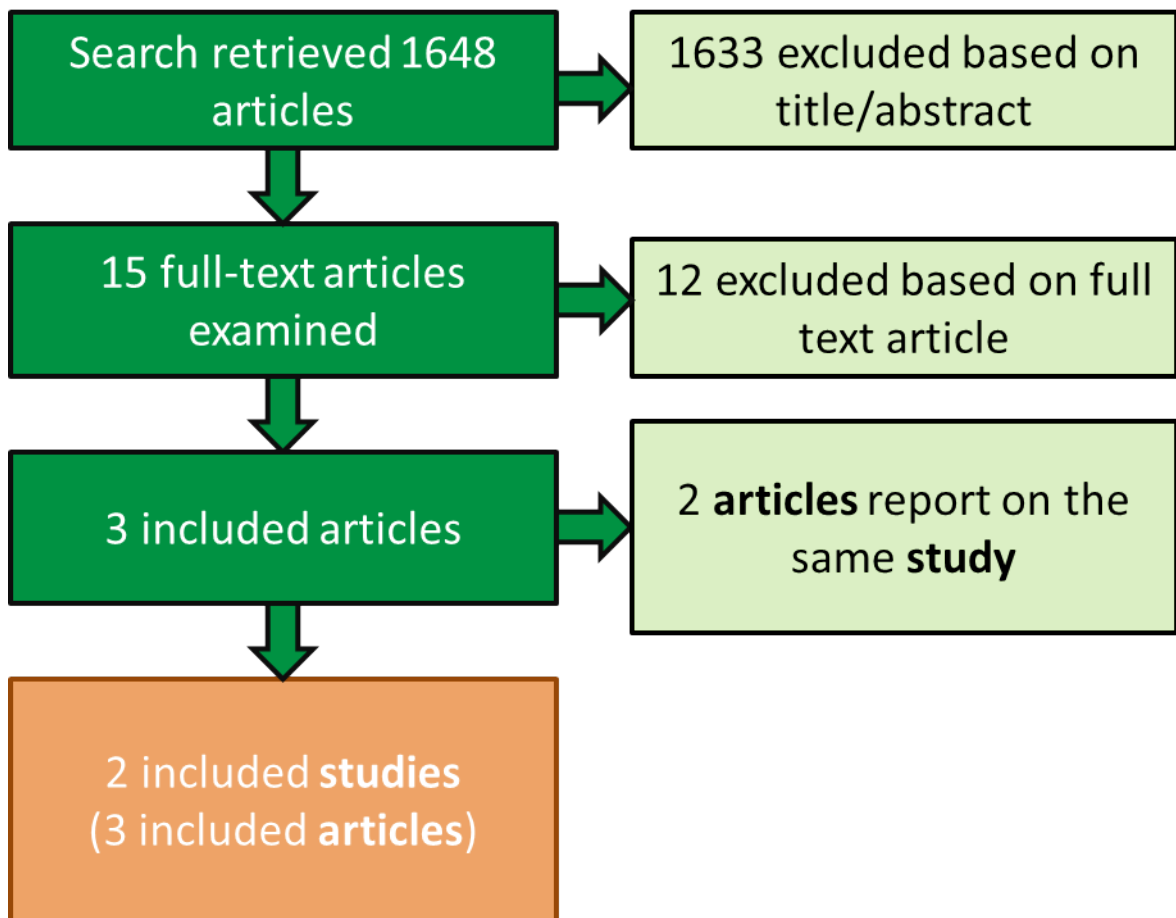 Search retrieved 1648
articles
1633 excluded based on
title/abstract
15 full-text articles
examined
12 excluded based on full
text article
3 included articles
2 articles report on the
same study
2 included studies
(3 included articles)